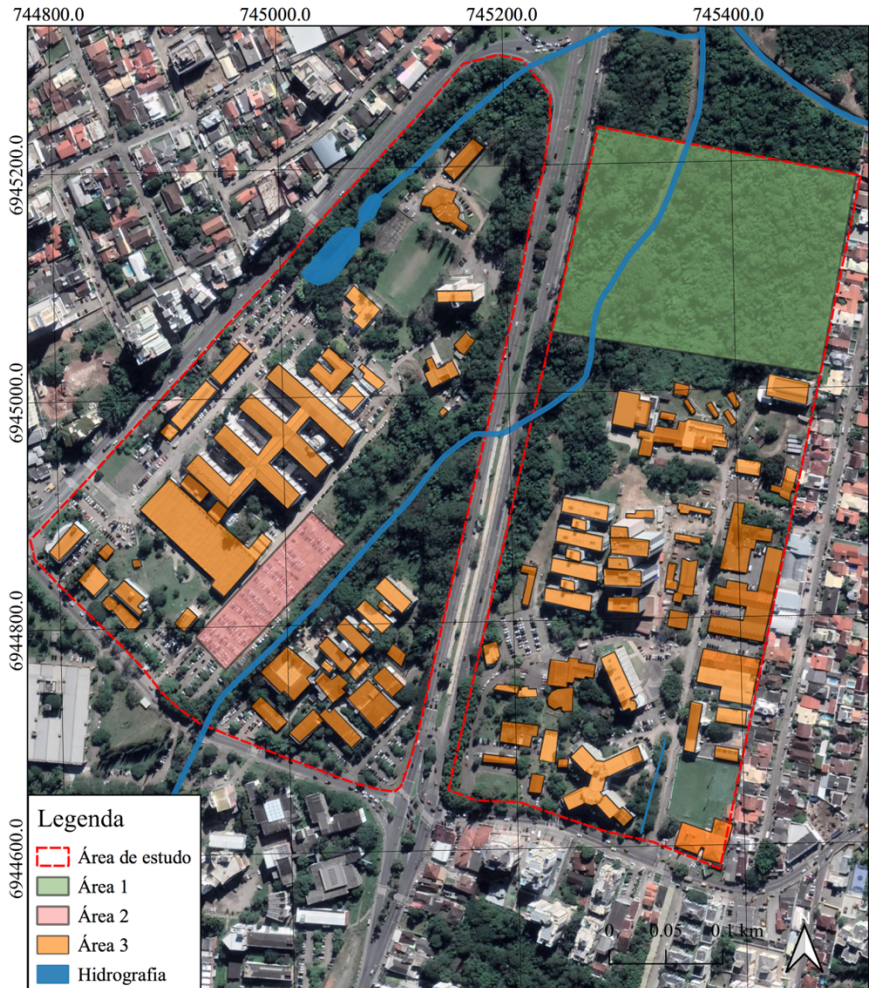 744800.0 745000.0 745200.0 745400.0
6945200.0
6945000.0
6944800.0
6944600.0
Legenda
Área de estudo
Área 1
Área 2
Área 3
Hidrografia
0 0.05 0.1 km